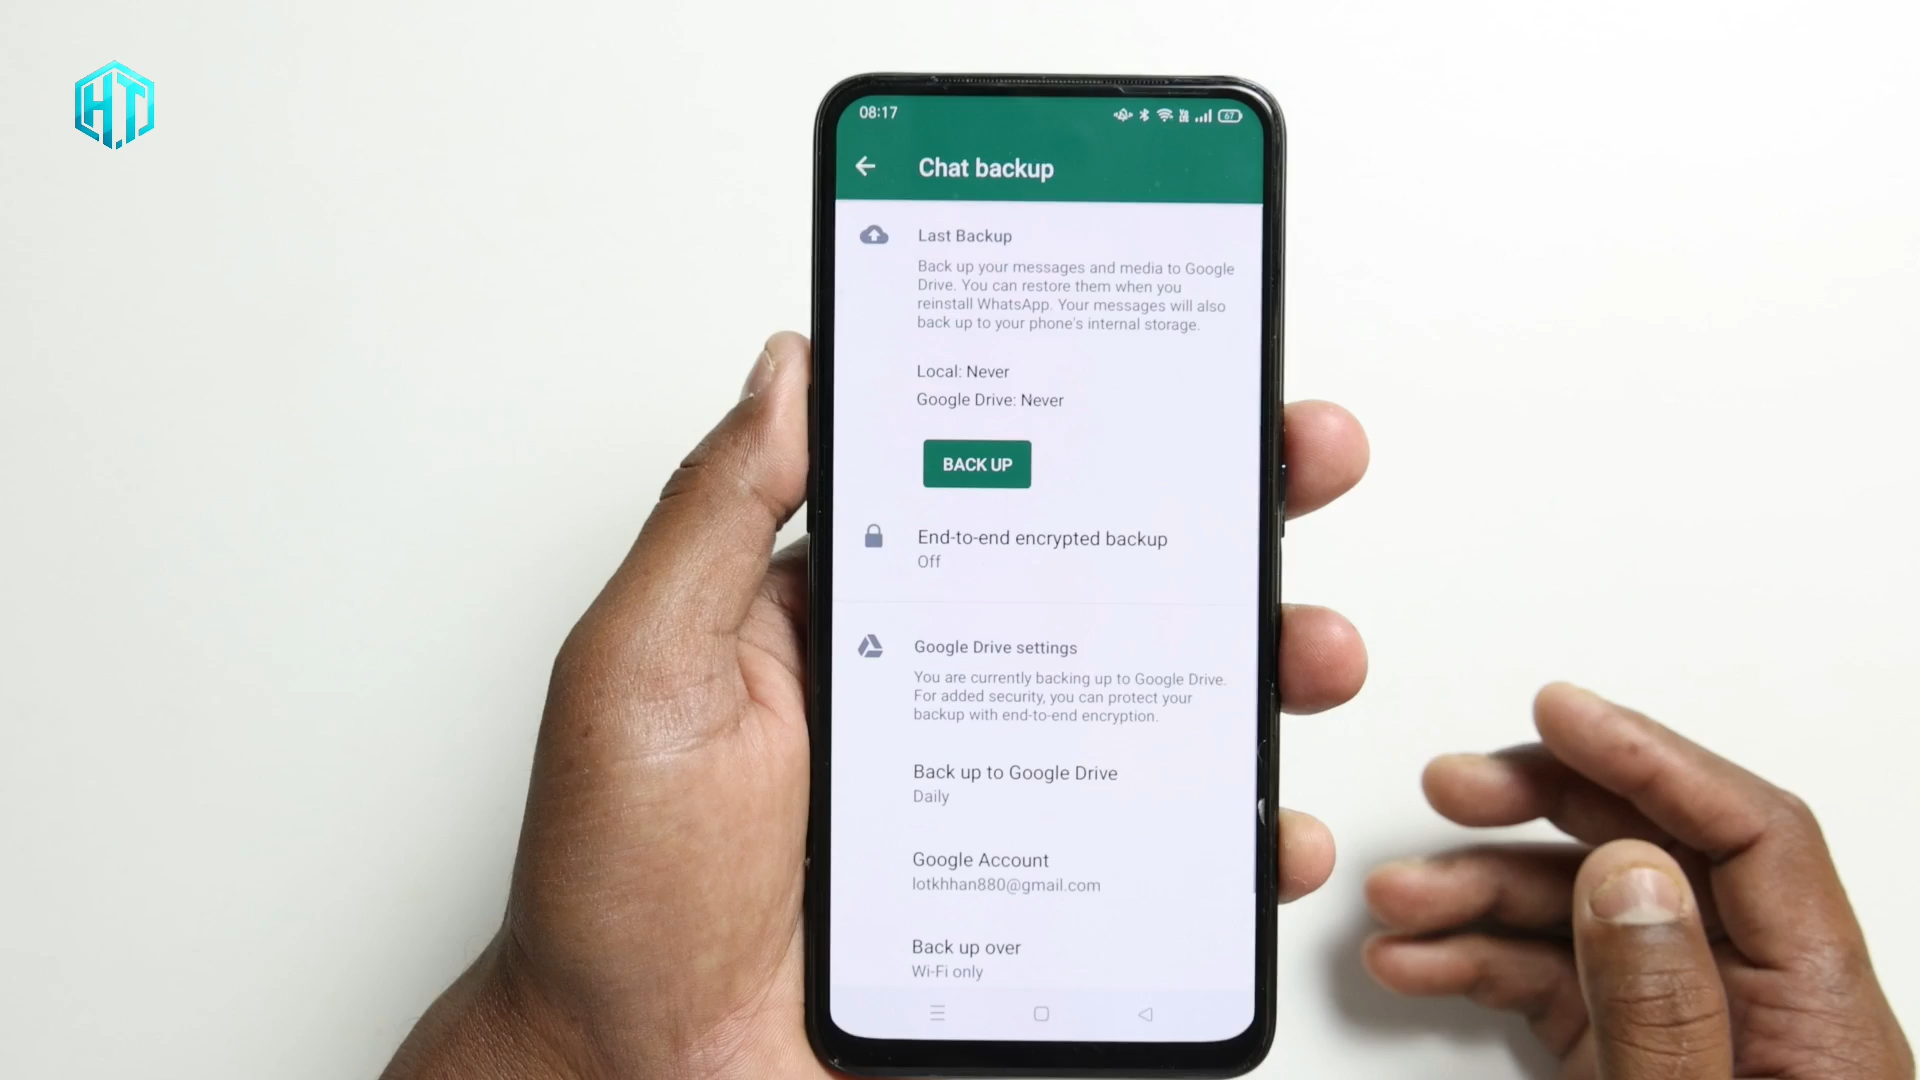 H.T
08:17
67
Chat backup
Last Backup
Back up your messages and media to Google
Drive. You can restore them when you
reinstall WhatsApp. Your messages will also
back up to your phone's internal storage.
Local: Never
Google Drive: Never
BACK UP
End-to-end encrypted backup
Off
Google Drive settings
You are currently backing up to Google Drive.
For added security, you can protect your
backup with end-to-end encryption.
Back up to Google Drive
Daily
Google Account
lotkhhan880@gmail.com
Back up over
Wi-Fi only